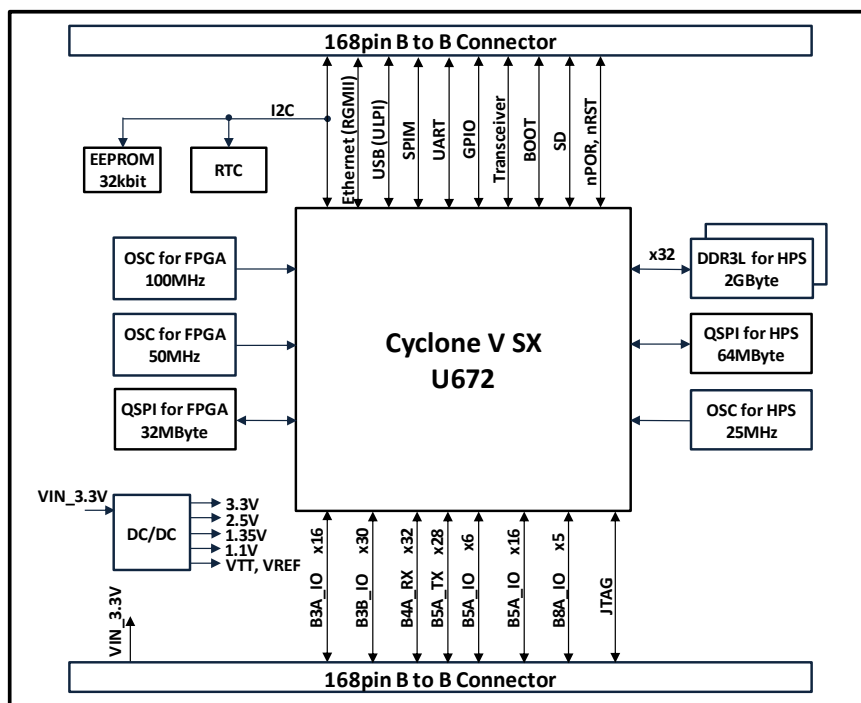 168pin B to B Connector
I2C
Ethernet (RGMII)
USB (ULPI)
SPIM
UART
GPIO
Transceiver
BOOT
SD
nPOR, nRST
EEPROM
32kbit
RTC
OSC for FPGA
100MHz
x32
DDR3L for HPS
2GByte
OSC for FPGA
50MHz
Cyclone V SX
U672
QSPI for HPS
64MByte
QSPI for FPGA
32MByte
OSC for HPS
25MHz
VIN_3.3V
DC/DC
3.3V
2.5V
1.35V
1.1V
VTT, VREF
B3A_IO x16
B3B_IO x30
B4A_RX x32
B5A_TX x28
B5A_IO x6
B5A_IO x16
B8A_IO x5
JTAG
VIN_3.3V
168pin B to B Connector